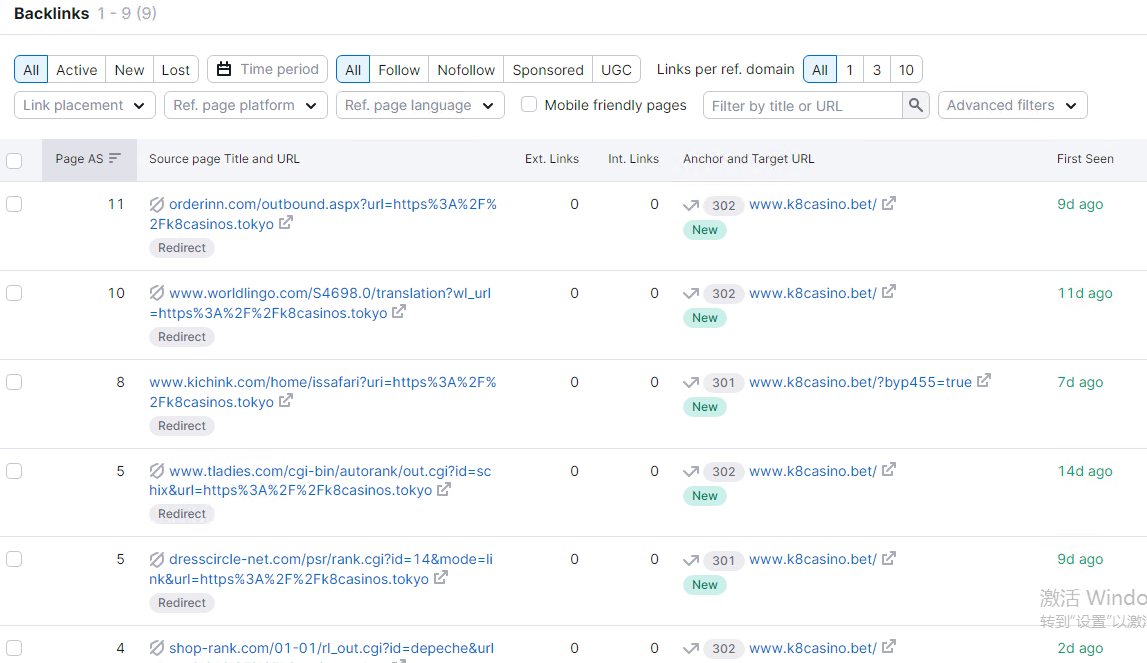 Backlinks 1 - 9 (9)
All Active New Lost Time period All Follow Nofollow Sponsored UGC Links per ref. domain All 1 3 10
Link placement Ref. page platform Ref. page language Mobile friendly pages Filter by title or URL Advanced filters
Page AS Source page Title and URL Ext. Links Int. Links Anchor and Target URL First Seen
11 orderinn.com/outbound.aspx?url=https%3A%2F% 0 0 302 www.k8casino.bet/ 9d ago
2Fk8casinos.tokyo New
Redirect
10 www.worldlingo.com/S4698.0/translation?wl_url 0 0 302 www.k8casino.bet/ 11d ago
=https%3A%2F%2Fk8casinos.tokyo New
Redirect
8 www.kichink.com/home/issafari?uri=https%3A%2F% 0 0 301 www.k8casino.bet/?byp455=true 7d ago
2Fk8casinos.tokyo New
Redirect
5 www.tladies.com/cgi-bin/autorank/out.cgi?id=sc 0 0 302 www.k8casino.bet/ 14d ago
hix&url=https%3A%2F%2Fk8casinos.tokyo New
Redirect
5 dresscircle-net.com/psr/rank.cgi?id=14&mode=li 0 0 301 www.k8casino.bet/ 9d ago
nk&url=https%3A%2F%2Fk8casinos.tokyo New
Redirect
激活 Windo
转到"设置"以激
4 shop-rank.com/01-01/rl_out.cgi?id=depeche&url 0 0 302 www.k8casino.bet/ 2d ago